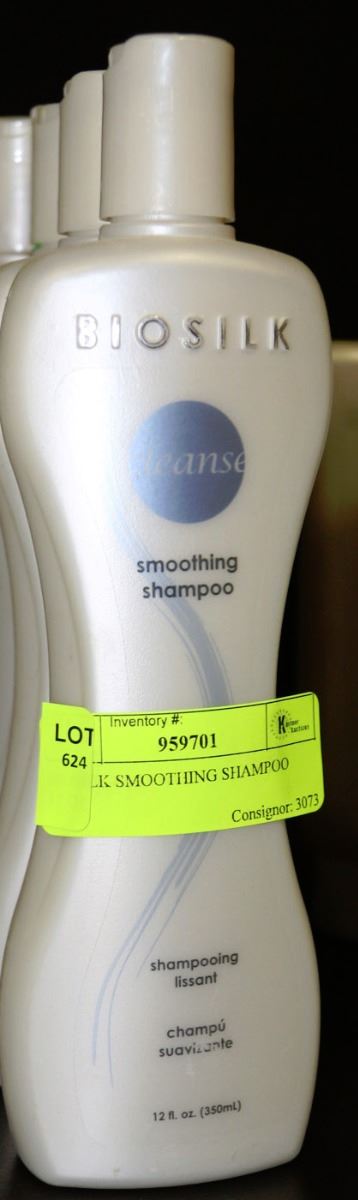 BIOSILK
cleanse
smoothing
shampoo
LOT
624
Inventory #:
959701
LK SMOOTHING SHAMPOO
Consignor: 3073
shampooing
lissant
champú
suavizante
12 fl. oz. (350mL)